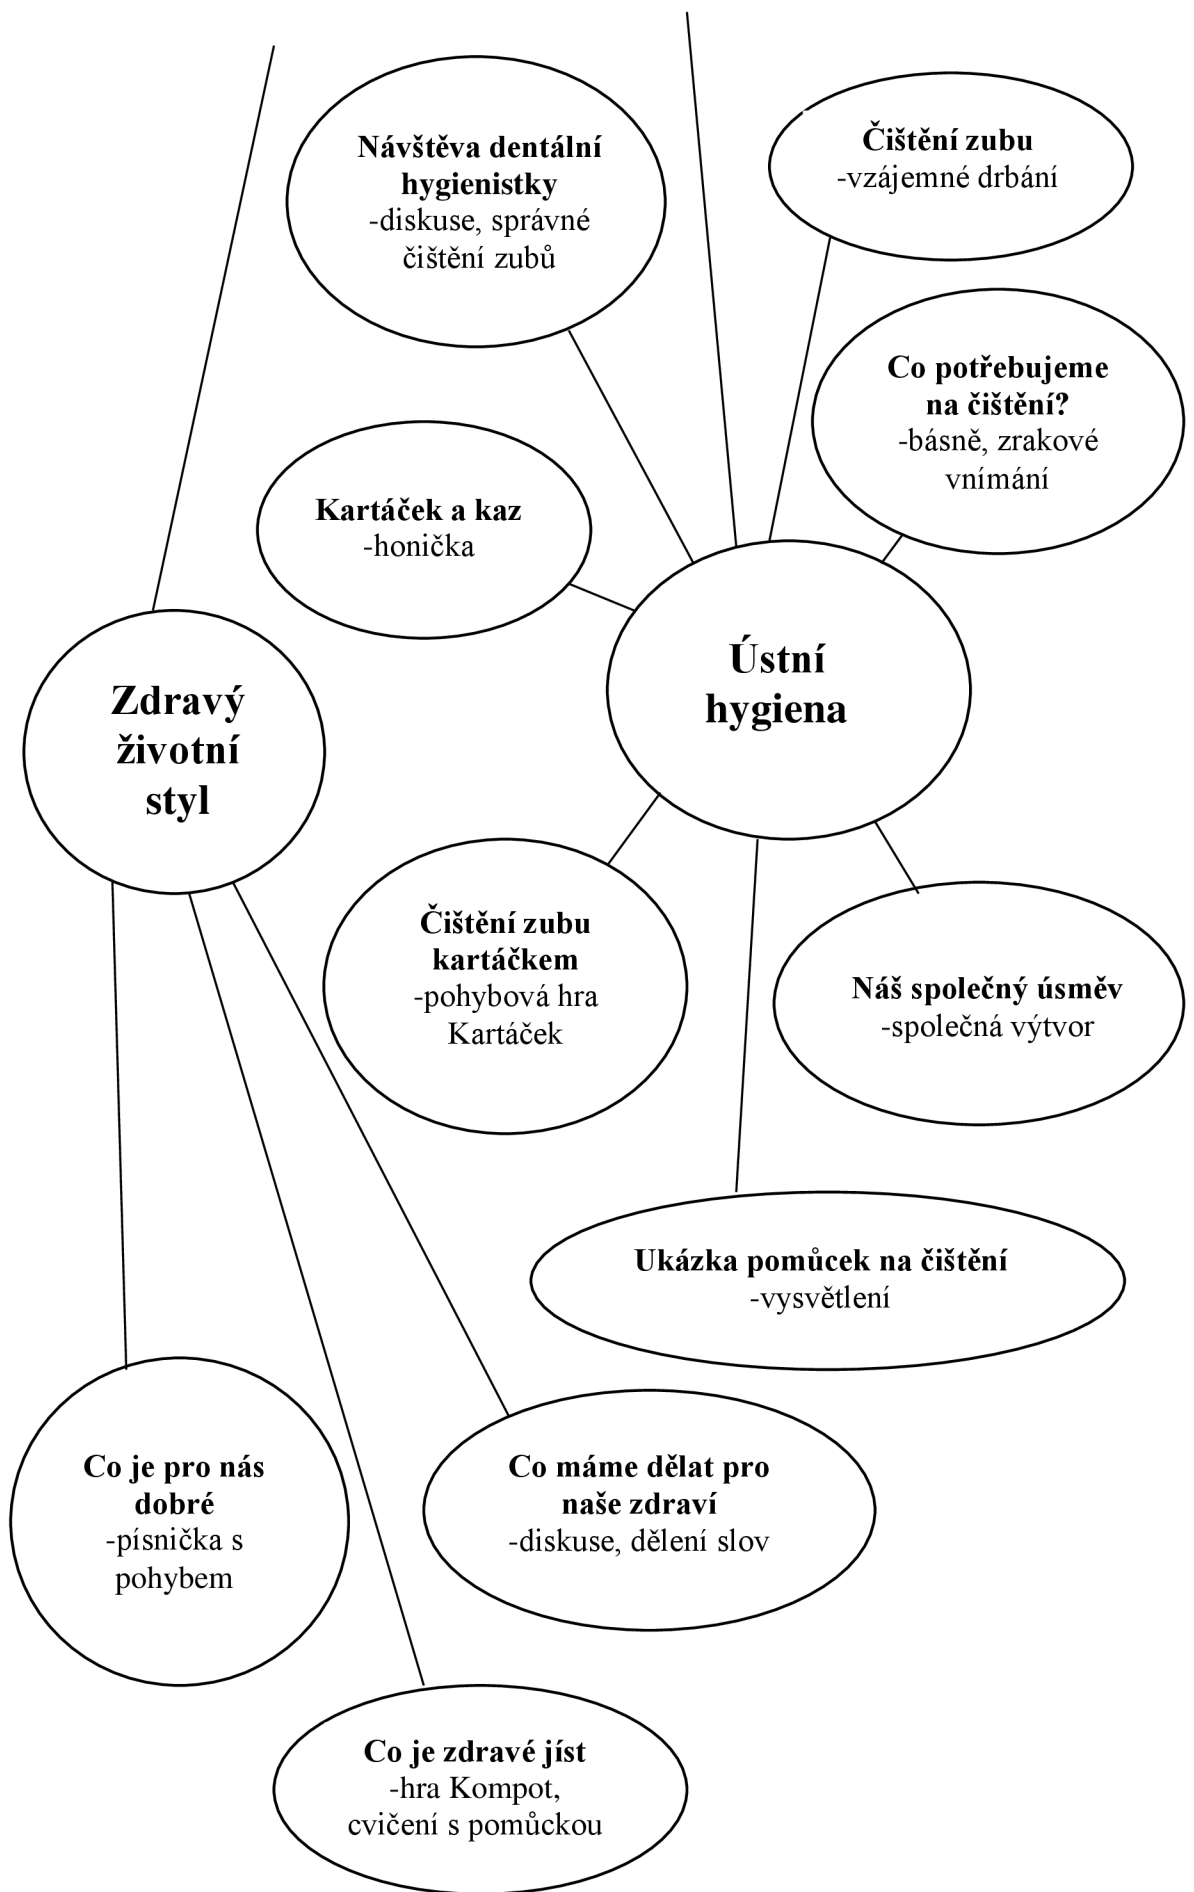 Návštěva dentální
hygienistky
-diskuse, správné
čištění zubů
Čištění zubu
-vzájemné drbání
Co potřebujeme
na čištění?
-básně, zrakové
vnímání
Kartáček a kaz
-honička
Ústní
hygiena
Zdravý
životní
styl
Čištění zubu
kartáčkem
-pohybová hra
Kartáček
Náš společný úsměv
-společná výtvor
Ukázka pomůcek na čištění
-vysvětlení
Co je pro nás
dobré
-písnička s
pohybem
Co máme dělat pro
naše zdraví
-diskuse, dělení slov
Co je zdravé jíst
-hra Kompot,
cvičení s pomůckou